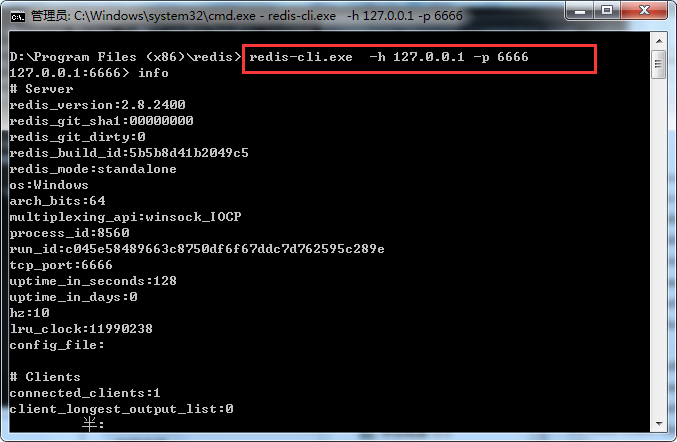 管理员: C:\Windows\system32\cmd.exe - redis-cli.exe  -h 127.0.0.1 -p 6666
D:\Program Files (x86)\redis> redis-cli.exe  -h 127.0.0.1 -p 6666
127.0.0.1:6666> info
# Server
redis_version:2.8.2400
redis_git_sha1:00000000
redis_git_dirty:0
redis_build_id:5b5b8d41b2049c5
redis_mode:standalone
os:Windows
arch_bits:64
multiplexing_api:winsock_IOCP
process_id:8560
run_id:c045e58489663c8750df6f67ddc7d762595c289e
tcp_port:6666
uptime_in_seconds:128
uptime_in_days:0
hz:10
lru_clock:11990238
config_file:
# Clients
connected_clients:1
client_longest_output_list:0
半: